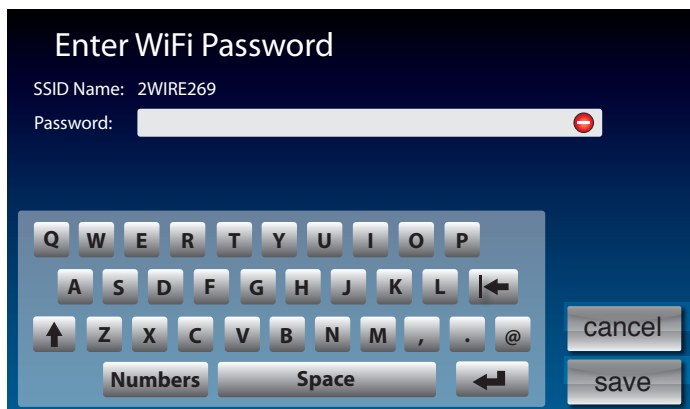 Enter WiFi Password
SSID Name: 2WIRE269
Password:
Q W E R T Y U I O P
A S D F G H J K L
Z X C V B N M , . @
cancel
Numbers Space
save